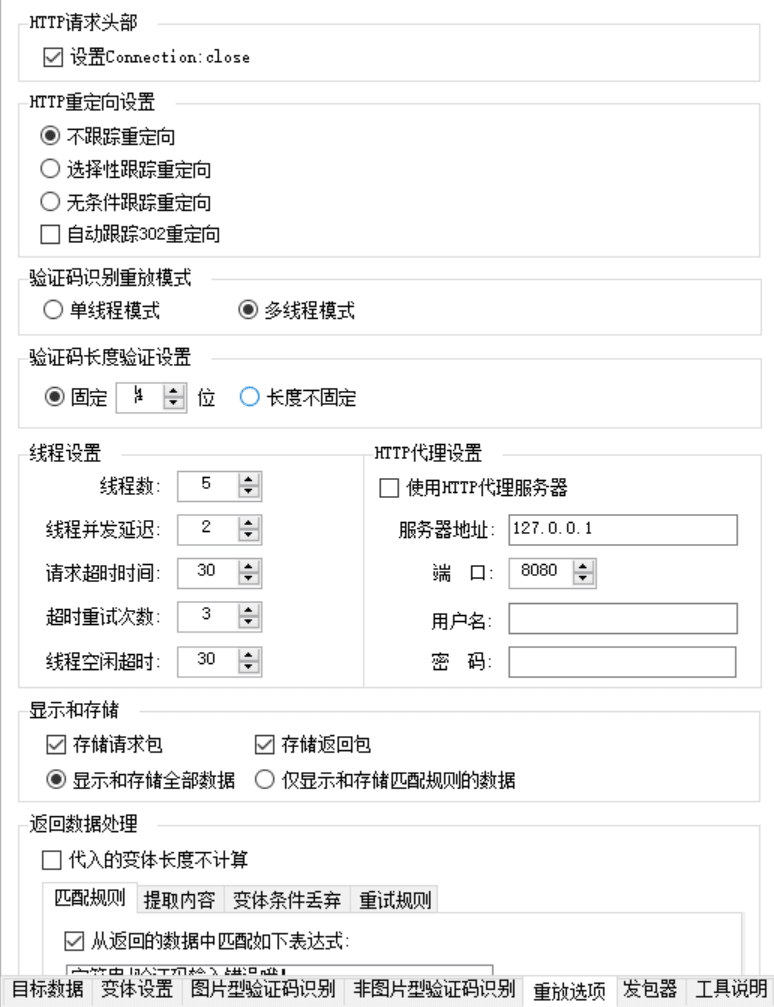 HTTP请求头部
设置Connection:close
HTTP重定向设置
不跟踪重定向
选择性跟踪重定向
无条件跟踪重定向
自动跟踪302重定向
验证码识别重放模式
单线程模式 多线程模式
验证码长度验证设置
固定 位 长度不固定
线程设置 HTTP代理设置
线程数: 5 使用HTTP代理服务器
线程并发延迟: 2 服务器地址: 127.0.0.1
请求超时时间: 30 端 口: 8080
超时重试次数: 3 用户名:
线程空闲超时: 30 密 码:
显示和存储
存储请求包 存储返回包
显示和存储全部数据 仅显示和存储匹配规则的数据
返回数据处理
代入的变体长度不计算
匹配规则 提取内容 变体条件丢弃 重试规则
从返回的数据中匹配如下表达式:
目标数据 变体设置 图片型验证码识别 非图片型验证码识别 重放选项 发包器 工具说明